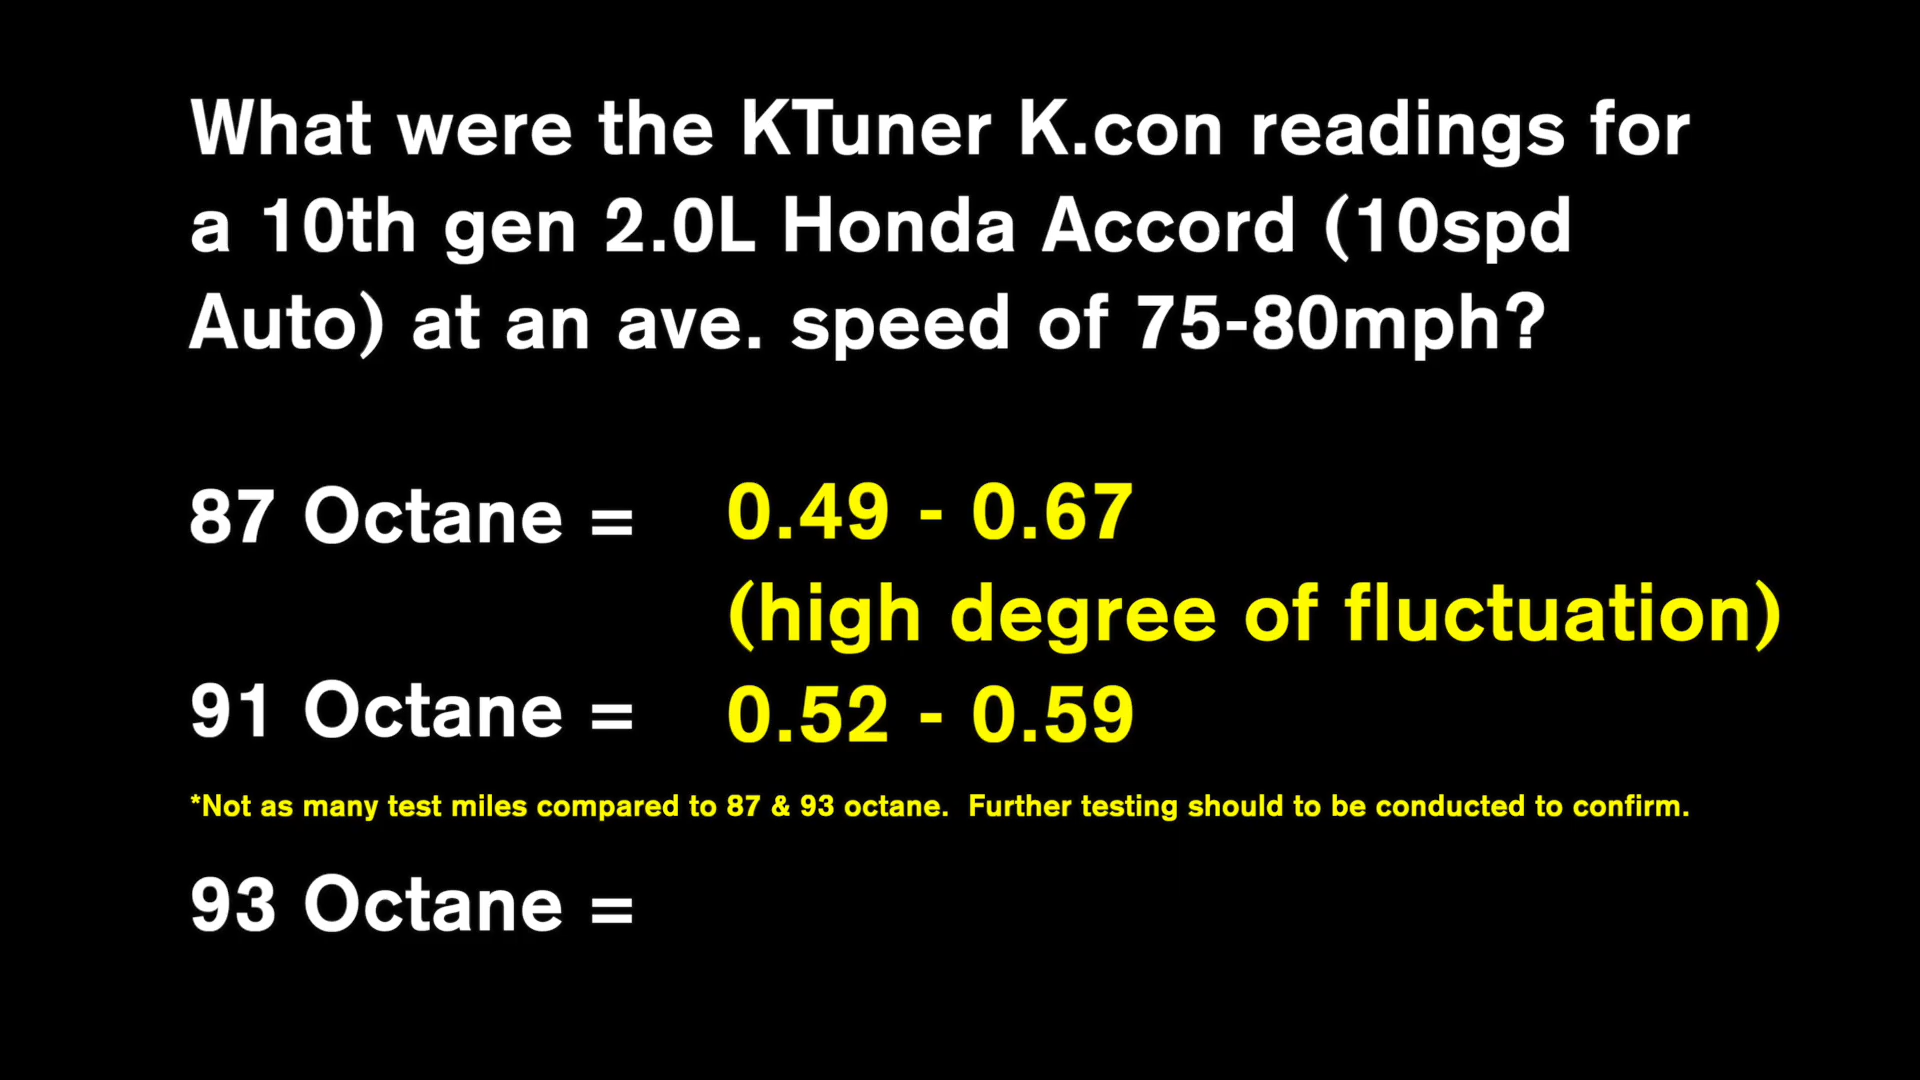 What were the KTuner K.con readings for
a 10th gen 2.0L Honda Accord (10spd
Auto) at an ave. speed of 75-80mph?
87 Octane = 0.49 - 0.67
(high degree of fluctuation)
91 Octane = 0.52 - 0.59
*Not as many test miles compared to 87 & 93 octane.  Further testing should to be conducted to confirm.
93 Octane =